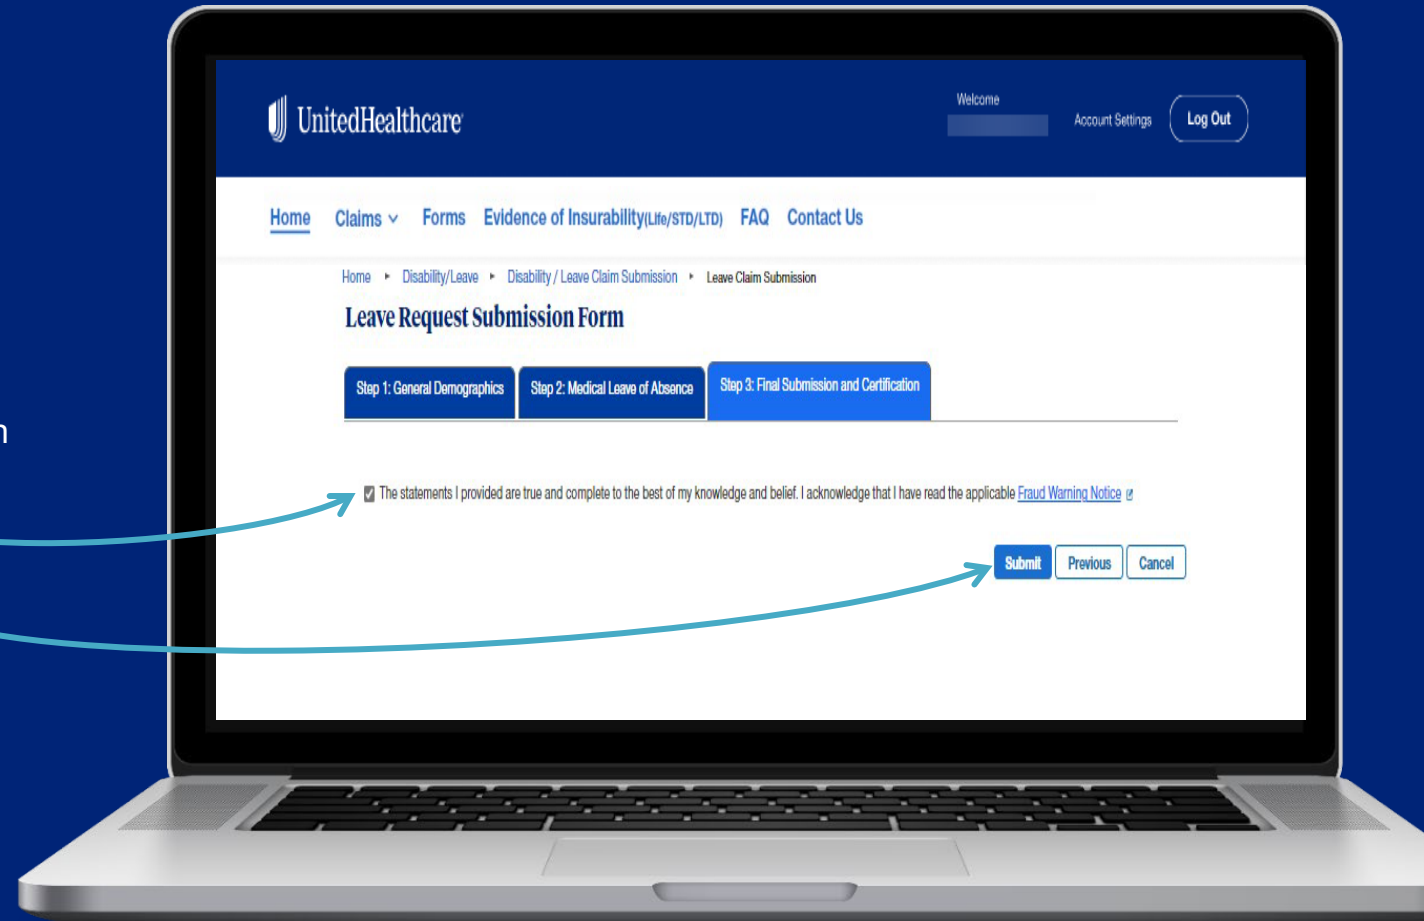 UnitedHealthcare
Welcome
Account Settings
Log Out
Home Claims Forms Evidence of Insurability(Life/STD/LTD) FAQ Contact Us
Home ▸ Disability/Leave ▸ Disability / Leave Claim Submission ▸ Leave Claim Submission
Leave Request Submission Form
Step 1: General Demographics Step 2: Medical Leave of Absence Step 3: Final Submission and Certification
The statements I provided are true and complete to the best of my knowledge and belief. I acknowledge that I have read the applicable Fraud Warning Notice
Submit Previous Cancel